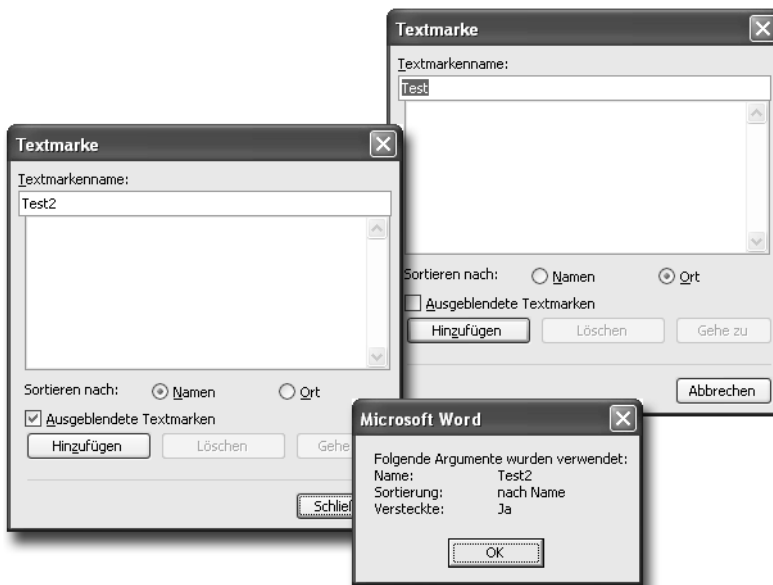 Textmarke
Textmarkenname:
Test
Sortieren nach: Namen Ort
Ausgeblendete Textmarken
Hinzufügen Löschen Gehe zu
Abbrechen
Textmarke
Textmarkenname:
Test2
Sortieren nach: Namen Ort
Ausgeblendete Textmarken
Hinzufügen Löschen Gehe
Schlie
Microsoft Word
Folgende Argumente wurden verwendet:
Name: Test2
Sortierung: nach Name
Versteckte: Ja
OK